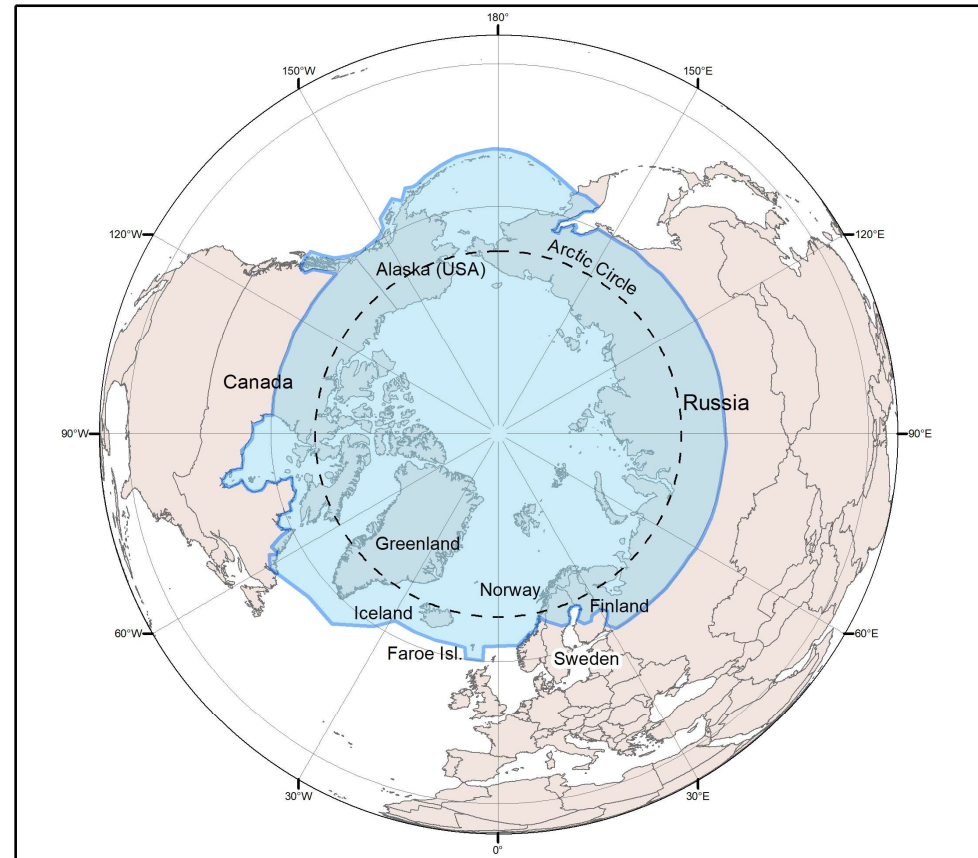 180°
150°W
150°E
120°W
120°E
Arctic Circle
Alaska (USA)
Canada
Russia
90°W
90°E
Greenland
Norway
Iceland
Finland
60°W
60°E
Faroe Isl.
Sweden
30°W
30°E
0°